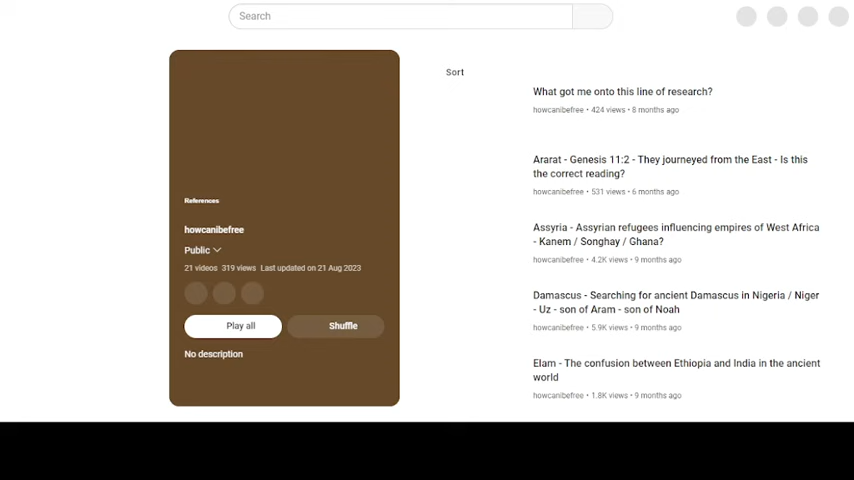 Search
References
howcanibefree
Public
21 videos 319 views Last updated on 21 Aug 2023
Play all
Shuffle
No description
Sort
What got me onto this line of research?
howcanibefree • 424 views • 8 months ago
Ararat - Genesis 11:2 - They journeyed from the East - Is this
the correct reading?
howcanibefree • 531 views • 6 months ago
Assyria - Assyrian refugees influencing empires of West Africa
- Kanem / Songhay / Ghana?
howcanibefree • 4.2K views • 9 months ago
Damascus - Searching for ancient Damascus in Nigeria / Niger
- Uz - son of Aram - son of Noah
howcanibefree • 5.9K views • 9 months ago
Elam - The confusion between Ethiopia and India in the ancient
world
howcanibefree • 1.8K views • 9 months ago